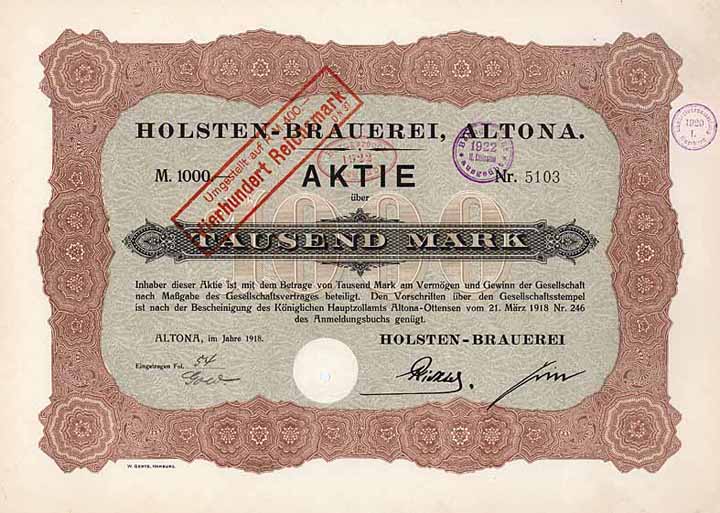 HOLSTEN-BRAUEREI, ALTONA.
Umgestellt auf
Vierhundert Reichsmark
M. 1000.—
AKTIE
Nr. 5103
1922
1922
1920
1.
über
1000
TAUSEND MARK
Inhaber dieser Aktie ist mit dem Betrage von Tausend Mark am Vermögen und Gewinn der Gesellschaft
nach Maßgabe des Gesellschaftsvertrages beteiligt. Den Vorschriften über den Gesellschaftsstempel
ist nach der Bescheinigung des Königlichen Hauptzollamts Altona-Ottensen vom 21. März 1918 Nr. 246
des Anmeldungsbuchs genügt.
ALTONA, im Jahre 1918.
HOLSTEN-BRAUEREI
Eingetragen Fol. 54
W. GENTE, HAMBURG.